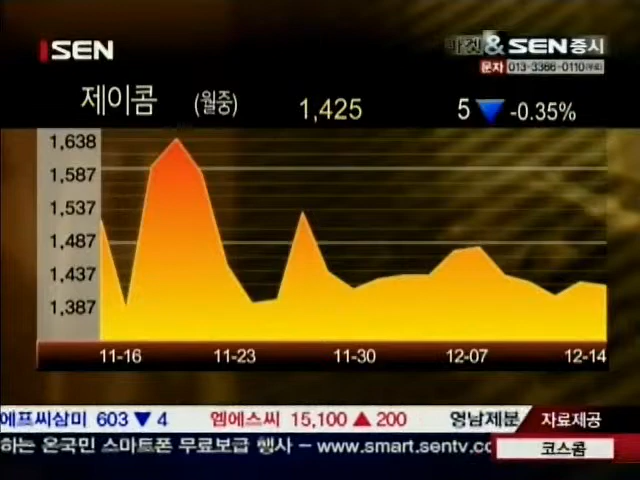 SEN
마켓&SEN증시
문자 013-3366-0110
제이콤 (월중) 1,425 5▼ -0.35%
1,638
1,587
1,537
1,487
1,437
1,387
11-16 11-23 11-30 12-07 12-14
에프씨삼미 603 ▼ 4 엠에스씨 15,100 ▲ 200 영남제분 자료제공
하는 온국민 스마트폰 무료보급 행사 - www.smart.sentv.co 코스콤